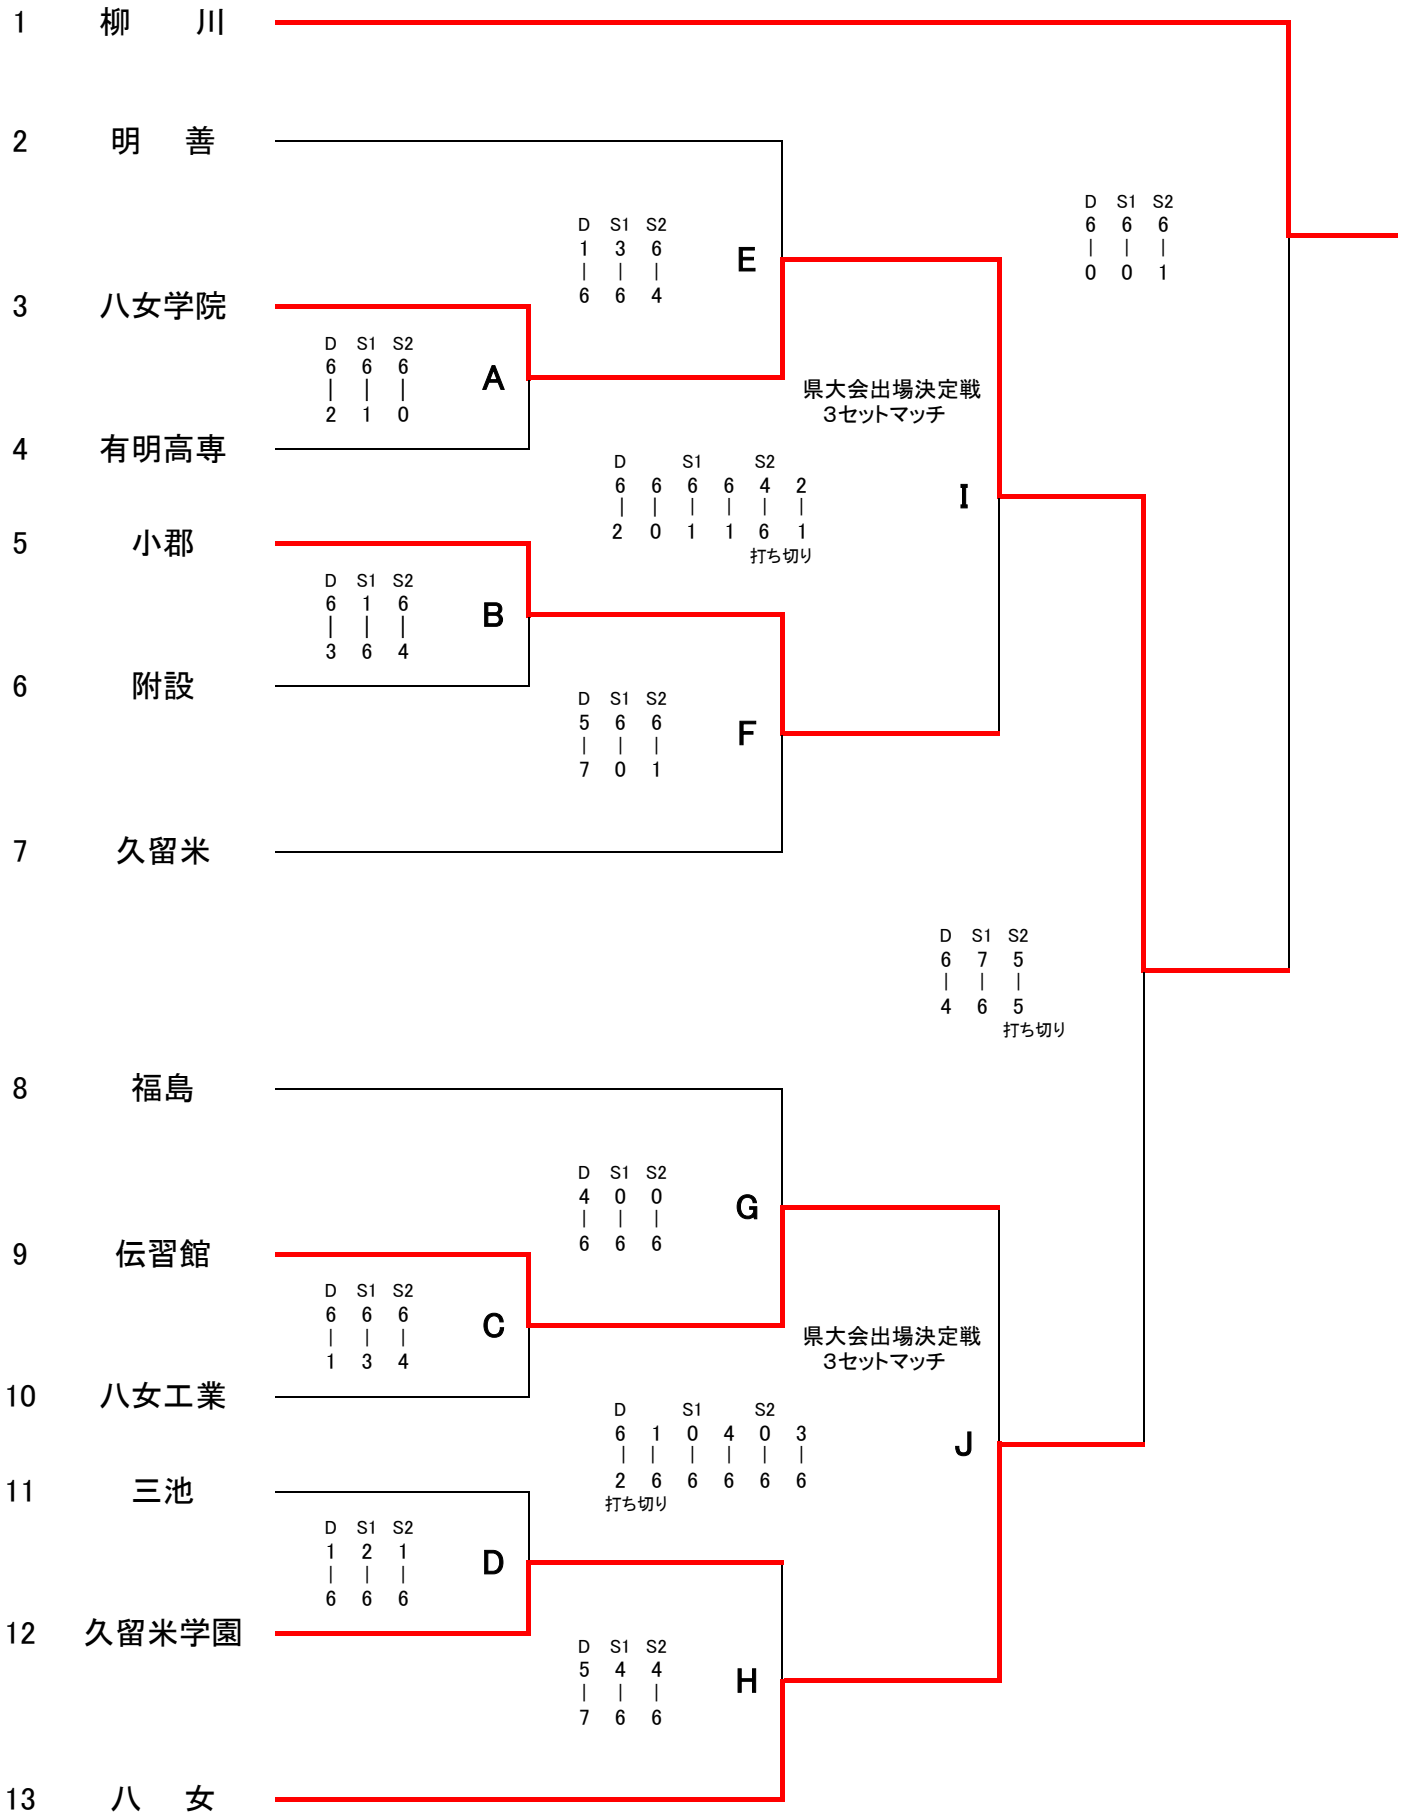 1 柳 川
2 明 善
D S1 S2
6 6 6
| | |
0 0 1
D S1 S2
1 3 6
| | |
6 6 4
E
3 八女学院
D S1 S2
6 6 6
| | |
2 1 0
A
県大会出場決定戦
3セットマッチ
4 有明高専
D S1 S2
6 6 6 6 4 2
| | | | | |
2 0 1 1 6 1
打ち切り
I
5 小郡
D S1 S2
6 1 6
| | |
3 6 4
B
6 附設
D S1 S2
5 6 6
| | |
7 0 1
F
7 久留米
D S1 S2
6 7 5
| | |
4 6 5
打ち切り
8 福島
D S1 S2
4 0 0
| | |
6 6 6
G
9 伝習館
D S1 S2
6 6 6
| | |
1 3 4
C
県大会出場決定戦
3セットマッチ
10 八女工業
D S1 S2
6 1 0 4 0 3
| | | | | |
2 6 6 6 6 6
打ち切り
J
11 三池
D S1 S2
1 2 1
| | |
6 6 6
D
12 久留米学園
D S1 S2
5 4 4
| | |
7 6 6
H
13 八 女